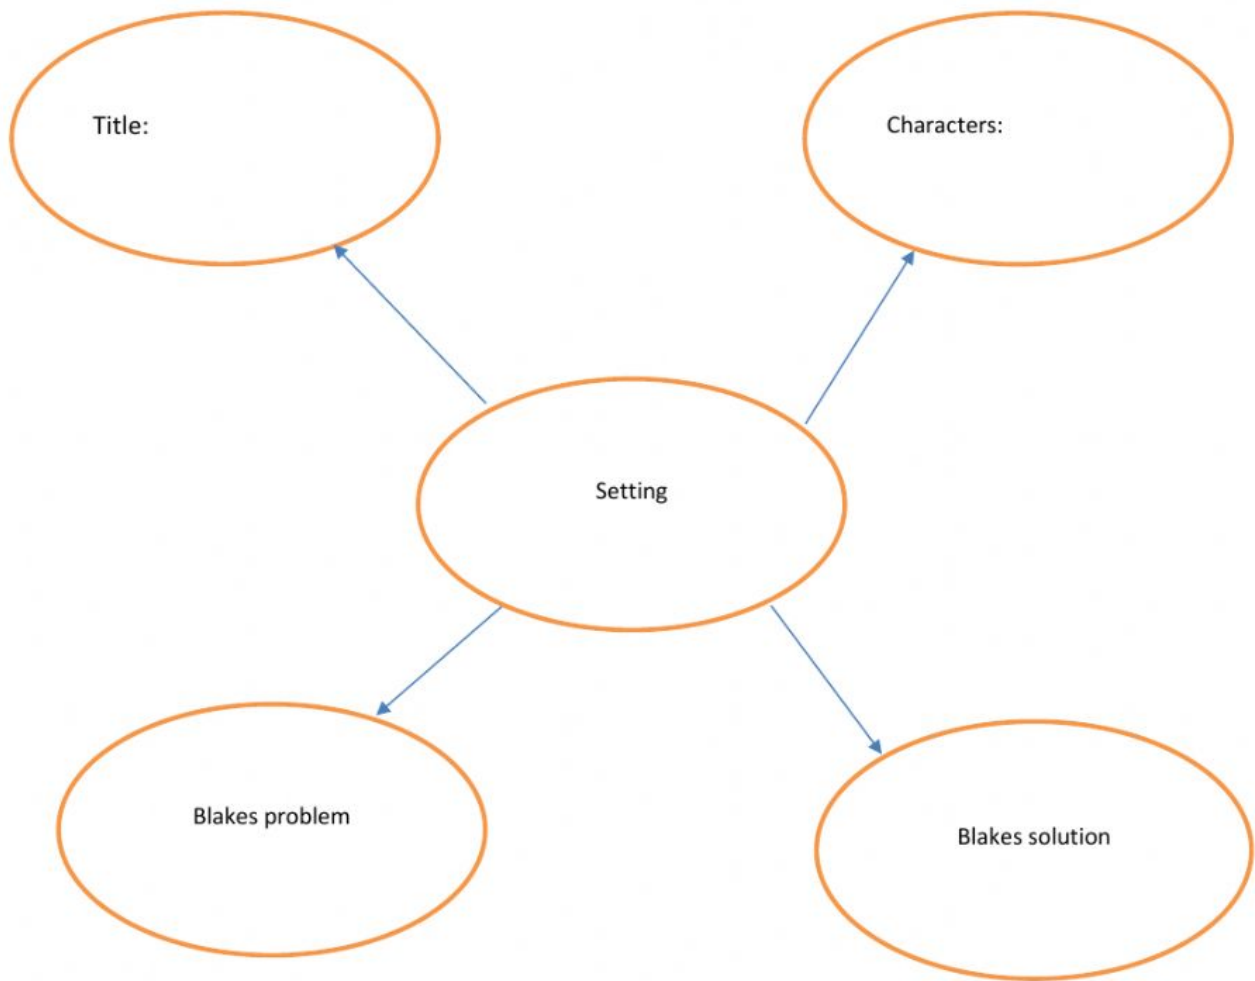 Title:
Characters:
Setting
Blakes problem
Blakes solution